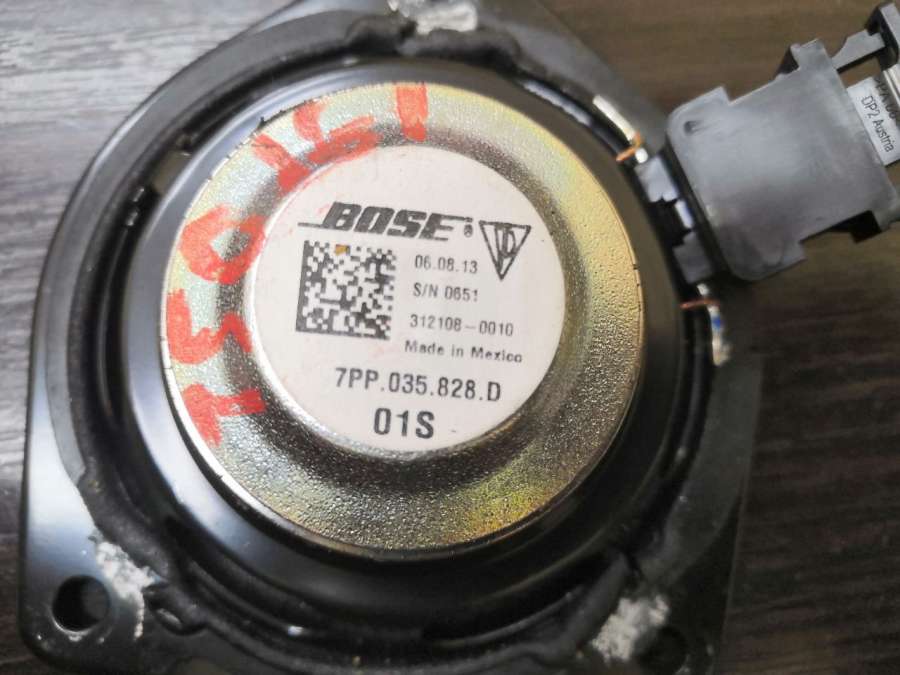 BOSE®
06.08.13
S/N 0651
312108-0010
Made in Mexico
7PP.035.828.D
01S
DP2 Austria